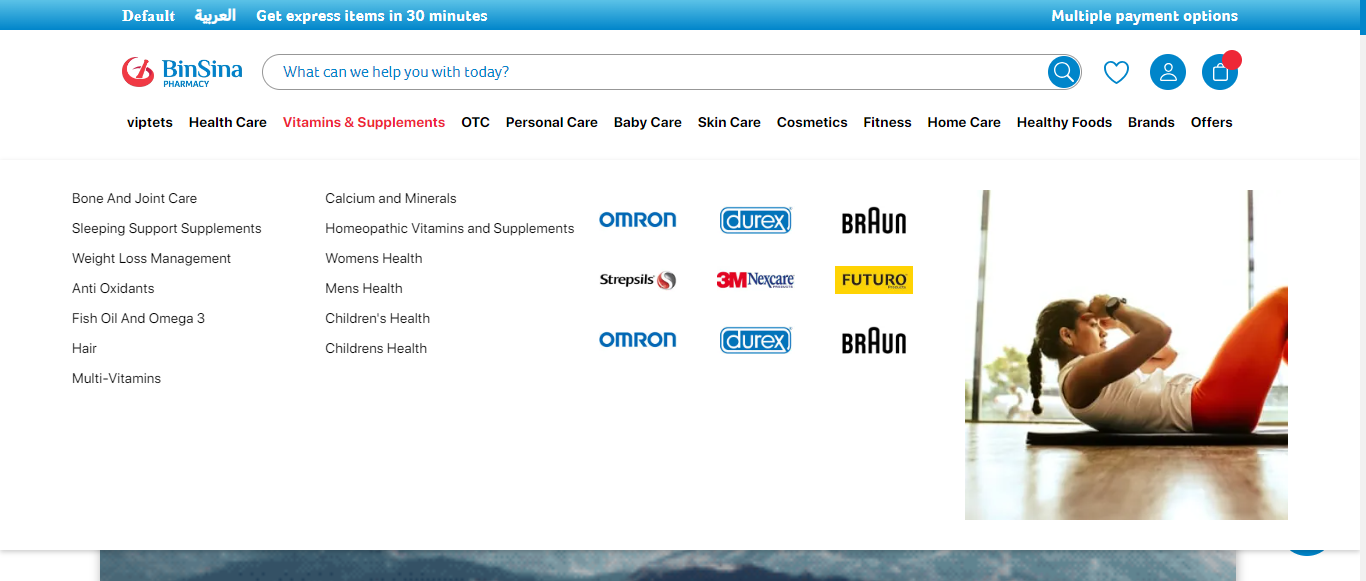 Default العربية Get express items in 30 minutes Multiple payment options
BinSina
PHARMACY
What can we help you with today?
viptets Health Care Vitamins & Supplements OTC Personal Care Baby Care Skin Care Cosmetics Fitness Home Care Healthy Foods Brands Offers
Bone And Joint Care
Sleeping Support Supplements
Weight Loss Management
Anti Oxidants
Fish Oil And Omega 3
Hair
Multi-Vitamins
Calcium and Minerals
Homeopathic Vitamins and Supplements
Womens Health
Mens Health
Children's Health
Childrens Health
OMRON durex BRAUN
Strepsils 3M Nexcare FUTURO
OMRON durex BRAUN